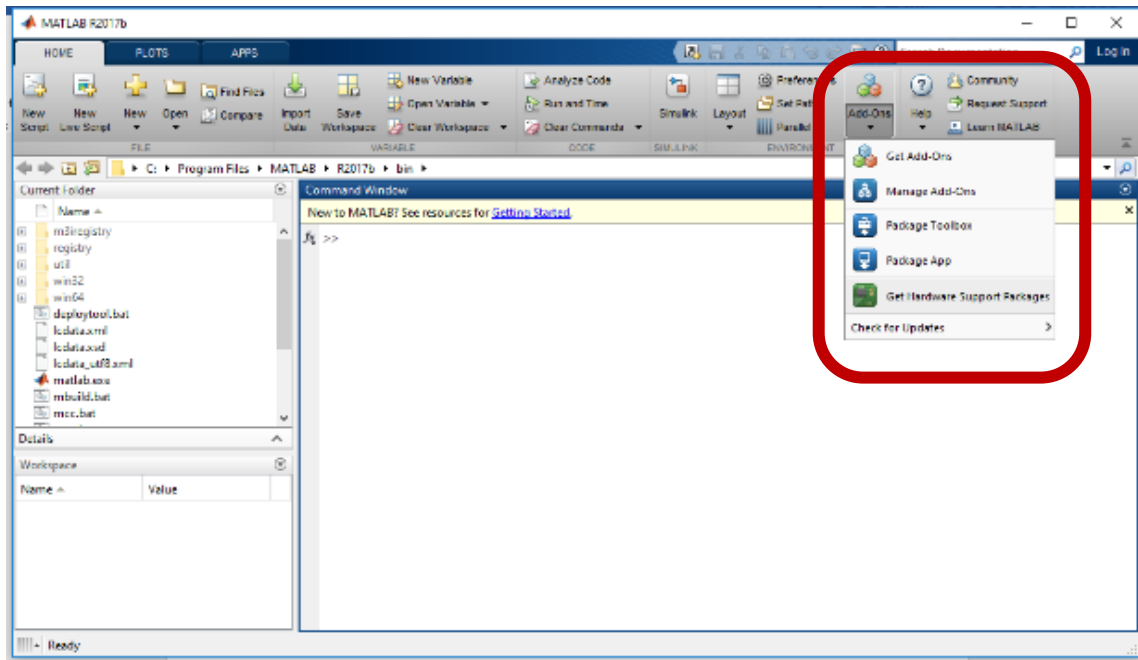 MATLAB R2017b
HOME PLOTS APPS Search Documentation Log In
New Script
New Live Script
New
Open
Find Files
Compare
Import Data
Save Workspace
New Variable
Open Variable
Clear Workspace
Analyze Code
Run and Time
Clear Commands
Simulink
Layout
Preferences
Set Path
Parallel
Add-Ons
Help
Community
Request Support
Learn MATLAB
FILE VARIABLE CODE SIMULINK ENVIRONMENT
C: Program Files MATLAB R2017b bin
Current Folder
Name
m3iregistry
registry
util
win32
win64
deploytool.bat
lcdata.xml
lcdata.xsd
lcdata_utf8.xml
matlab.exe
mbuild.bat
mcc.bat
Details
Workspace
Name Value
Command Window
New to MATLAB? See resources for Getting Started.
fx >>
Get Add-Ons
Manage Add-Ons
Package Toolbox
Package App
Get Hardware Support Packages
Check for Updates
Ready